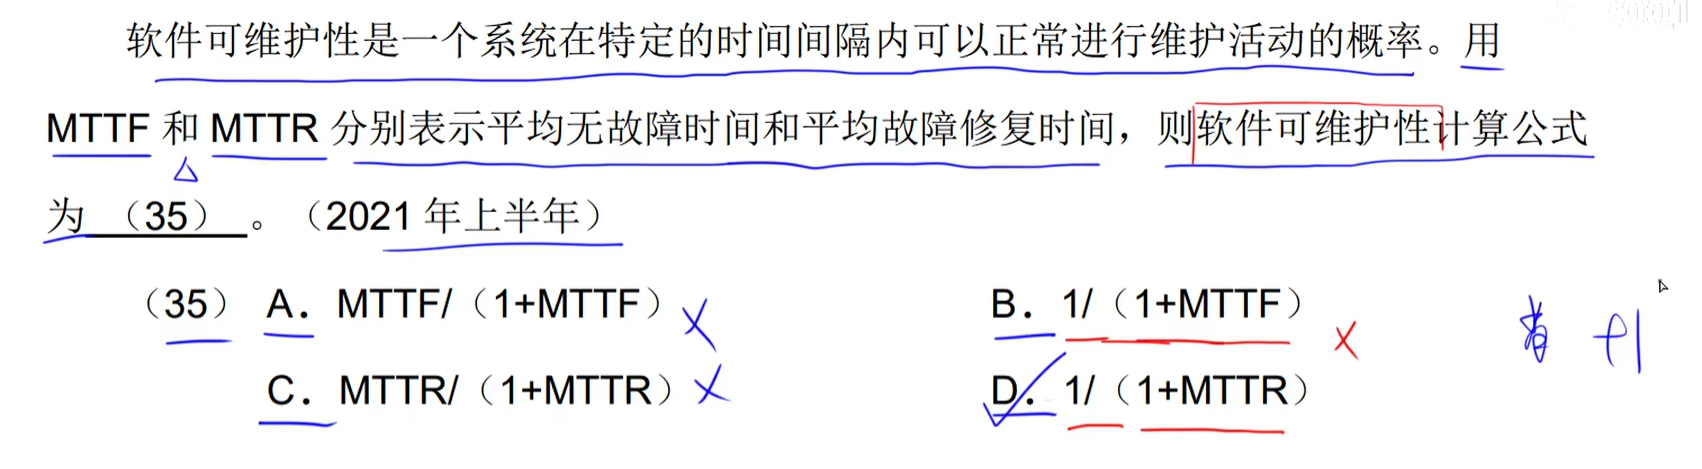 软件可维护性是一个系统在特定的时间间隔内可以正常进行维护活动的概率。用
MTTF 和 MTTR 分别表示平均无故障时间和平均故障修复时间，则软件可维护性计算公式
为 （35） 。（2021 年上半年）
（35） A．MTTF/（1+MTTF） B．1/（1+MTTF）
C．MTTR/（1+MTTR） D．1/（1+MTTR）